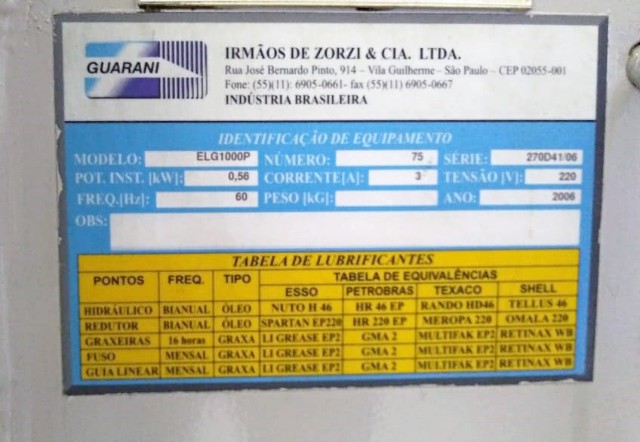 GUARANI
IRMÃOS DE ZORZI & CIA. LTDA.
Rua José Bernardo Pinto, 914 – Vila Guilherme – São Paulo – CEP 02055-001
Fone: (55)(11): 6905-0661- fax (55)(11) 6905-0667
INDÚSTRIA BRASILEIRA
IDENTIFICAÇÃO DE EQUIPAMENTO
MODELO: ELG1000P NÚMERO: 75 SÉRIE: 270D41/06
POT. INST. [kW]: 0,56 CORRENTE[A]: 3 TENSÃO [V]: 220
FREQ.[Hz]: 60 PESO [kG]: ANO: 2006
OBS:
TABELA DE LUBRIFICANTES
PONTOS FREQ. TIPO TABELA DE EQUIVALÊNCIAS
ESSO PETROBRAS TEXACO SHELL
HIDRÁULICO BIANUAL ÓLEO NUTO H 46 HR 46 EP RANDO HD46 TELLUS 46
REDUTOR BIANUAL ÓLEO SPARTAN EP220 HR 220 EP MEROPA 220 OMALA 220
GRAXEIRAS 16 horas GRAXA LI GREASE EP2 GMA 2 MULTIFAK EP2 RETINAX WB
FUSO MENSAL GRAXA LI GREASE EP2 GMA 2 MULTIFAK EP2 RETINAX WB
GUIA LINEAR MENSAL GRAXA LI GREASE EP2 GMA 2 MULTIFAK EP2 RETINAX WB